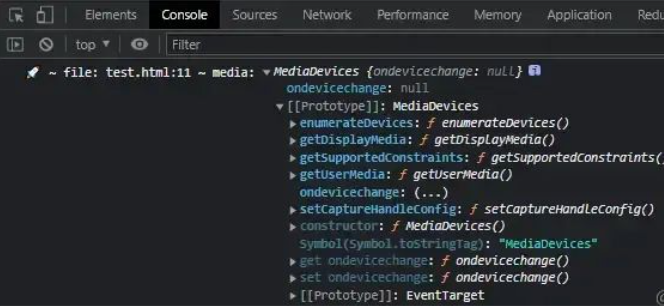 Elements Console Sources Network Performance Memory Application Redu
top Filter
~ file: test.html:11 ~ media: MediaDevices {ondevicechange: null} i
ondevicechange: null
[[Prototype]]: MediaDevices
enumerateDevices: ƒ enumerateDevices()
getDisplayMedia: ƒ getDisplayMedia()
getSupportedConstraints: ƒ getSupportedConstraints(
getUserMedia: ƒ getUserMedia()
ondevicechange: (...)
setCaptureHandleConfig: ƒ setCaptureHandleConfig()
constructor: ƒ MediaDevices()
Symbol(Symbol.toStringTag): "MediaDevices"
get ondevicechange: ƒ ondevicechange()
set ondevicechange: ƒ ondevicechange()
[[Prototype]]: EventTarget